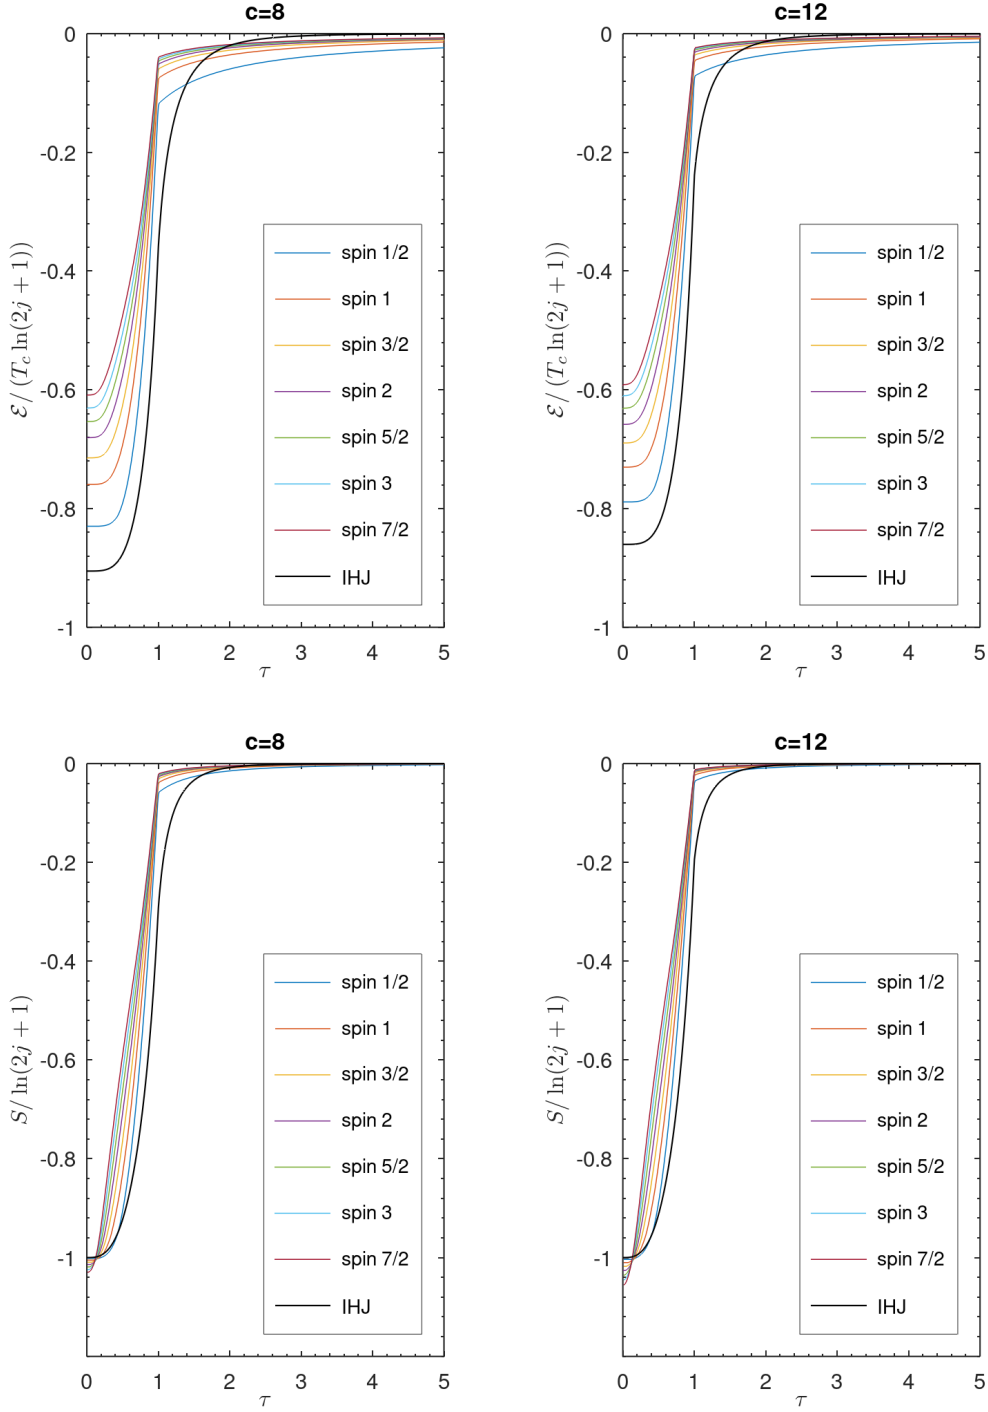 c=8
0
-0.2
-0.4
-0.6
-0.8
-1
ℰ/(T_c ln(2j + 1))
spin 1/2
spin 1
spin 3/2
spin 2
spin 5/2
spin 3
spin 7/2
IHJ
0 1 2 3 4 5
τ
c=12
0
-0.2
-0.4
-0.6
-0.8
-1
ℰ/(T_c ln(2j + 1))
spin 1/2
spin 1
spin 3/2
spin 2
spin 5/2
spin 3
spin 7/2
IHJ
0 1 2 3 4 5
τ
c=8
0
-0.2
-0.4
-0.6
-0.8
-1
S/ ln(2j + 1)
spin 1/2
spin 1
spin 3/2
spin 2
spin 5/2
spin 3
spin 7/2
IHJ
0 1 2 3 4 5
τ
c=12
0
-0.2
-0.4
-0.6
-0.8
-1
S/ ln(2j + 1)
spin 1/2
spin 1
spin 3/2
spin 2
spin 5/2
spin 3
spin 7/2
IHJ
0 1 2 3 4 5
τ